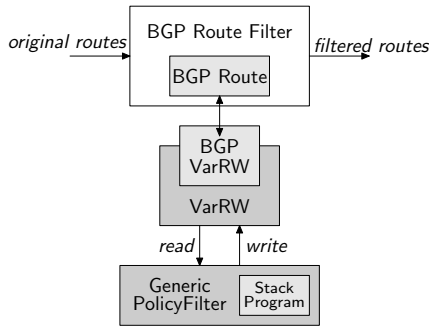 original routes
BGP Route Filter
filtered routes
BGP Route
BGP
VarRW
VarRW
read
write
Generic
PolicyFilter
Stack
Program